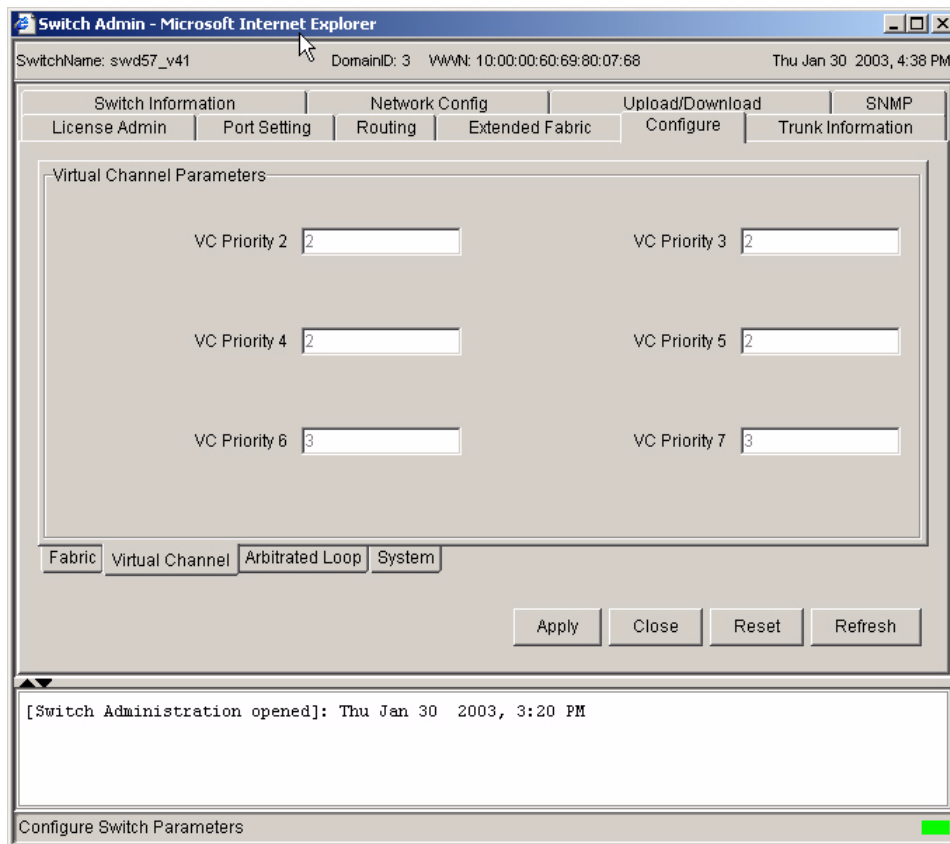 Switch Admin - Microsoft Internet Explorer
SwitchName: swd57_v41 DomainID: 3 WWN: 10:00:00:60:69:80:07:68 Thu Jan 30 2003, 4:38 PM
Switch Information Network Config Upload/Download SNMP
License Admin Port Setting Routing Extended Fabric Configure Trunk Information
Virtual Channel Parameters
VC Priority 2 2 VC Priority 3 2
VC Priority 4 2 VC Priority 5 2
VC Priority 6 3 VC Priority 7 3
Fabric Virtual Channel Arbitrated Loop System
Apply Close Reset Refresh
[Switch Administration opened]: Thu Jan 30 2003, 3:20 PM
Configure Switch Parameters